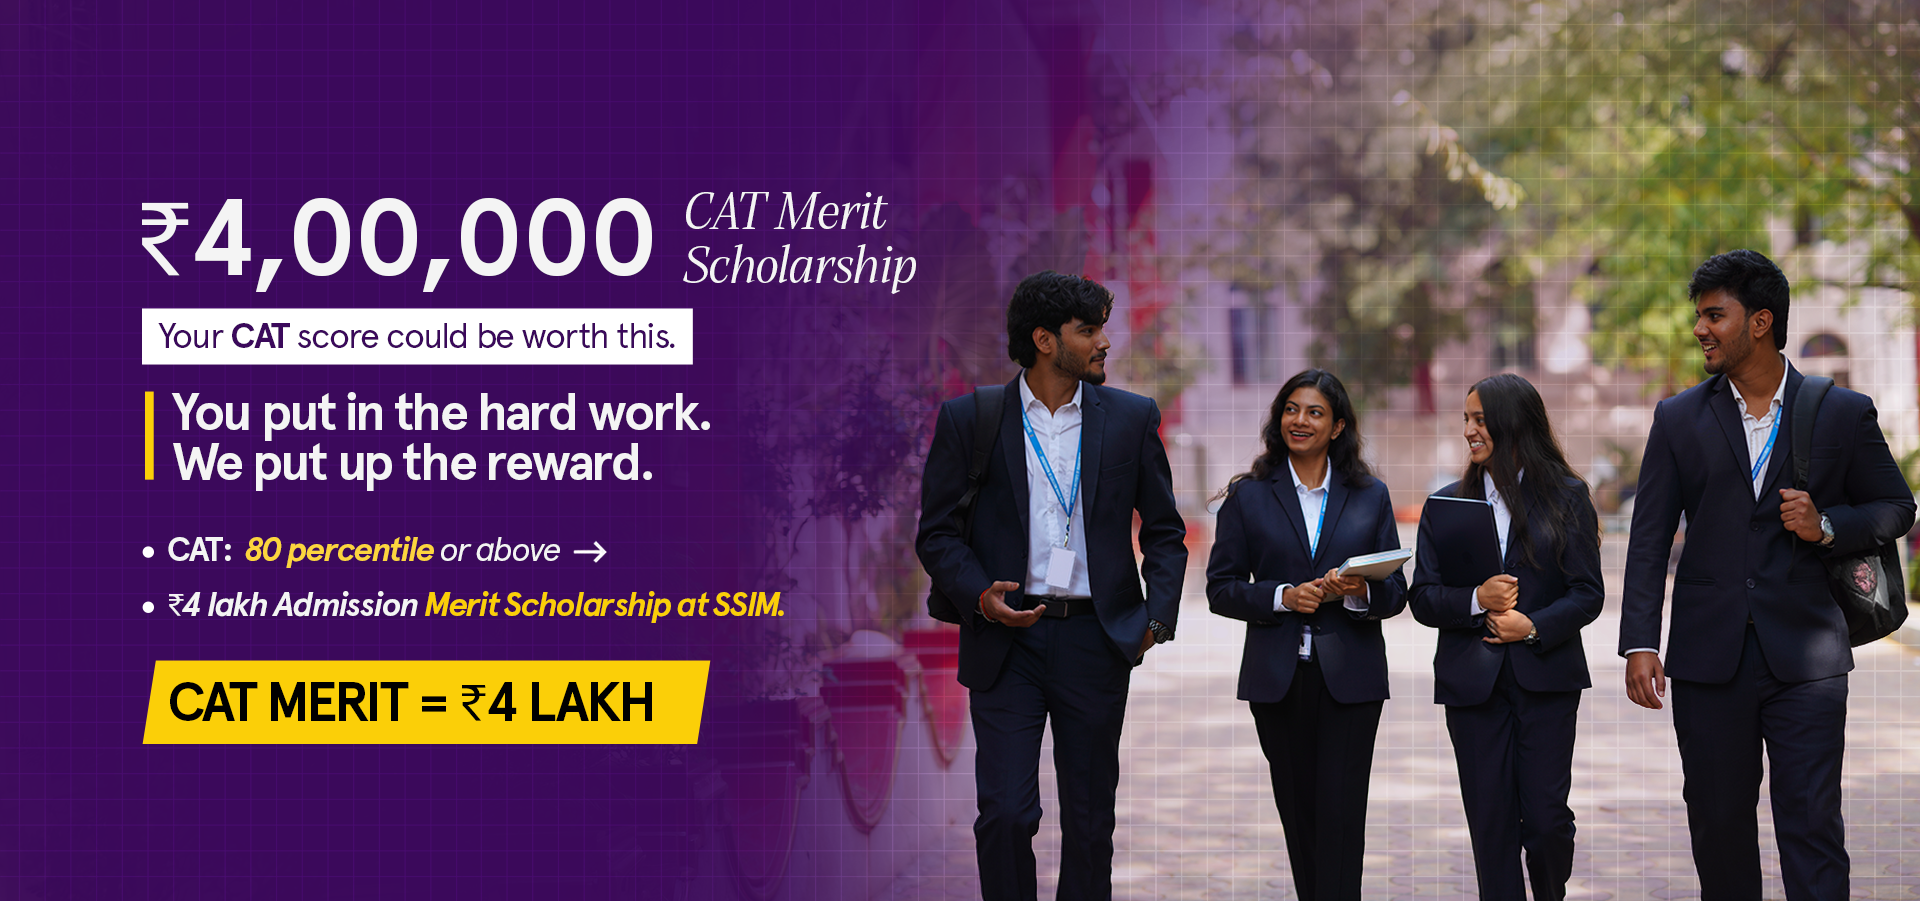 ₹4,00,000
CAT Merit
Scholarship
Your CAT score could be worth this.
You put in the hard work.
We put up the reward.
• CAT: 80 percentile or above →
• ₹4 lakh Admission Merit Scholarship at SSIM.
CAT MERIT = ₹4 LAKH